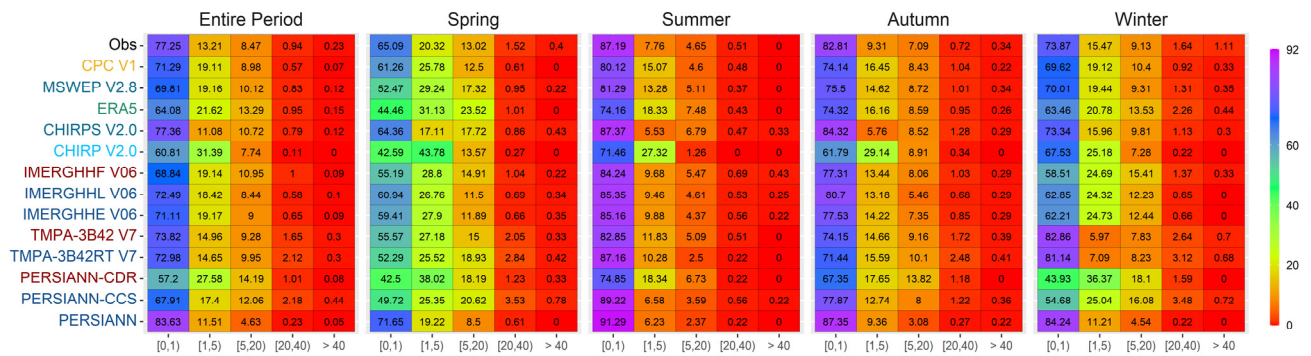 Entire Period Spring Summer Autumn Winter
Obs 77.25 13.21 8.47 0.94 0.23 65.09 20.32 13.02 1.52 0.4 87.19 7.76 4.65 0.51 0 82.81 9.31 7.09 0.72 0.34 73.87 15.47 9.13 1.64 1.11 92
CPC V1 71.29 19.11 8.98 0.57 0.07 61.26 25.78 12.5 0.61 0 80.12 15.07 4.6 0.48 0 74.14 16.45 8.43 1.04 0.22 69.62 19.12 10.4 0.92 0.33
MSWEP V2.8 69.81 19.16 10.12 0.83 0.12 52.47 29.24 17.32 0.95 0.22 81.29 13.28 5.11 0.37 0 75.5 14.62 8.72 1.01 0.34 70.01 19.44 9.31 1.31 0.35 80
ERA5 64.08 21.62 13.29 0.95 0.15 44.46 31.13 23.52 1.01 0 74.16 18.33 7.48 0.43 0 74.32 16.16 8.59 0.95 0.26 63.46 20.78 13.53 2.26 0.44
CHIRPS V2.0 77.36 11.08 10.72 0.79 0.12 64.36 17.11 17.72 0.86 0.43 87.37 5.53 6.79 0.47 0.33 84.32 5.76 8.52 1.28 0.29 73.34 15.96 9.81 1.13 0.3
CHIRP V2.0 60.81 31.39 7.74 0.11 0 42.59 43.78 13.57 0.27 0 71.46 27.32 1.26 0 0 61.79 29.14 8.91 0.34 0 67.53 25.18 7.28 0.22 0 60
IMERGHHF V06 68.84 19.14 10.95 1 0.09 55.19 28.8 14.91 1.04 0.22 84.24 9.68 5.47 0.69 0.43 77.31 13.44 8.06 1.03 0.29 58.51 24.69 15.41 1.37 0.33
IMERGHHL V06 72.49 18.42 8.44 0.58 0.1 60.94 26.76 11.5 0.69 0.34 85.35 9.46 4.61 0.53 0.25 80.7 13.18 5.46 0.68 0.29 62.85 24.32 12.23 0.65 0
IMERGHHE V06 71.11 19.17 9 0.65 0.09 59.41 27.9 11.89 0.66 0.35 85.16 9.88 4.37 0.56 0.22 77.53 14.22 7.35 0.85 0.29 62.21 24.73 12.44 0.66 0 40
TMPA-3B42 V7 73.82 14.96 9.28 1.65 0.3 55.57 27.18 15 2.05 0.33 82.85 11.83 5.09 0.51 0 74.15 14.66 9.16 1.72 0.39 82.86 5.97 7.83 2.64 0.7
TMPA-3B42RT V7 72.98 14.65 9.95 2.12 0.3 52.29 25.52 18.93 2.84 0.42 87.16 10.28 2.5 0.22 0 71.44 15.59 10.1 2.48 0.41 81.14 7.09 8.23 3.12 0.68
PERSIANN-CDR 57.2 27.58 14.19 1.01 0.08 42.5 38.02 18.19 1.23 0.33 74.85 18.34 6.73 0.22 0 67.35 17.65 13.82 1.18 0 43.93 36.37 18.1 1.59 0 20
PERSIANN-CCS 67.91 17.4 12.06 2.18 0.44 49.72 25.35 20.62 3.53 0.78 89.22 6.58 3.59 0.56 0.22 77.87 12.74 8 1.22 0.36 54.68 25.04 16.08 3.48 0.72
PERSIANN 83.63 11.51 4.63 0.23 0.05 71.65 19.22 8.5 0.61 0 91.29 6.23 2.37 0.22 0 87.35 9.36 3.08 0.27 0.22 84.24 11.21 4.54 0.22 0 0
[0,1) [1,5) [5,20) [20,40) > 40 [0,1) [1,5) [5,20) [20,40) > 40 [0,1) [1,5) [5,20) [20,40) > 40 [0,1) [1,5) [5,20) [20,40) > 40 [0,1) [1,5) [5,20) [20,40) > 40